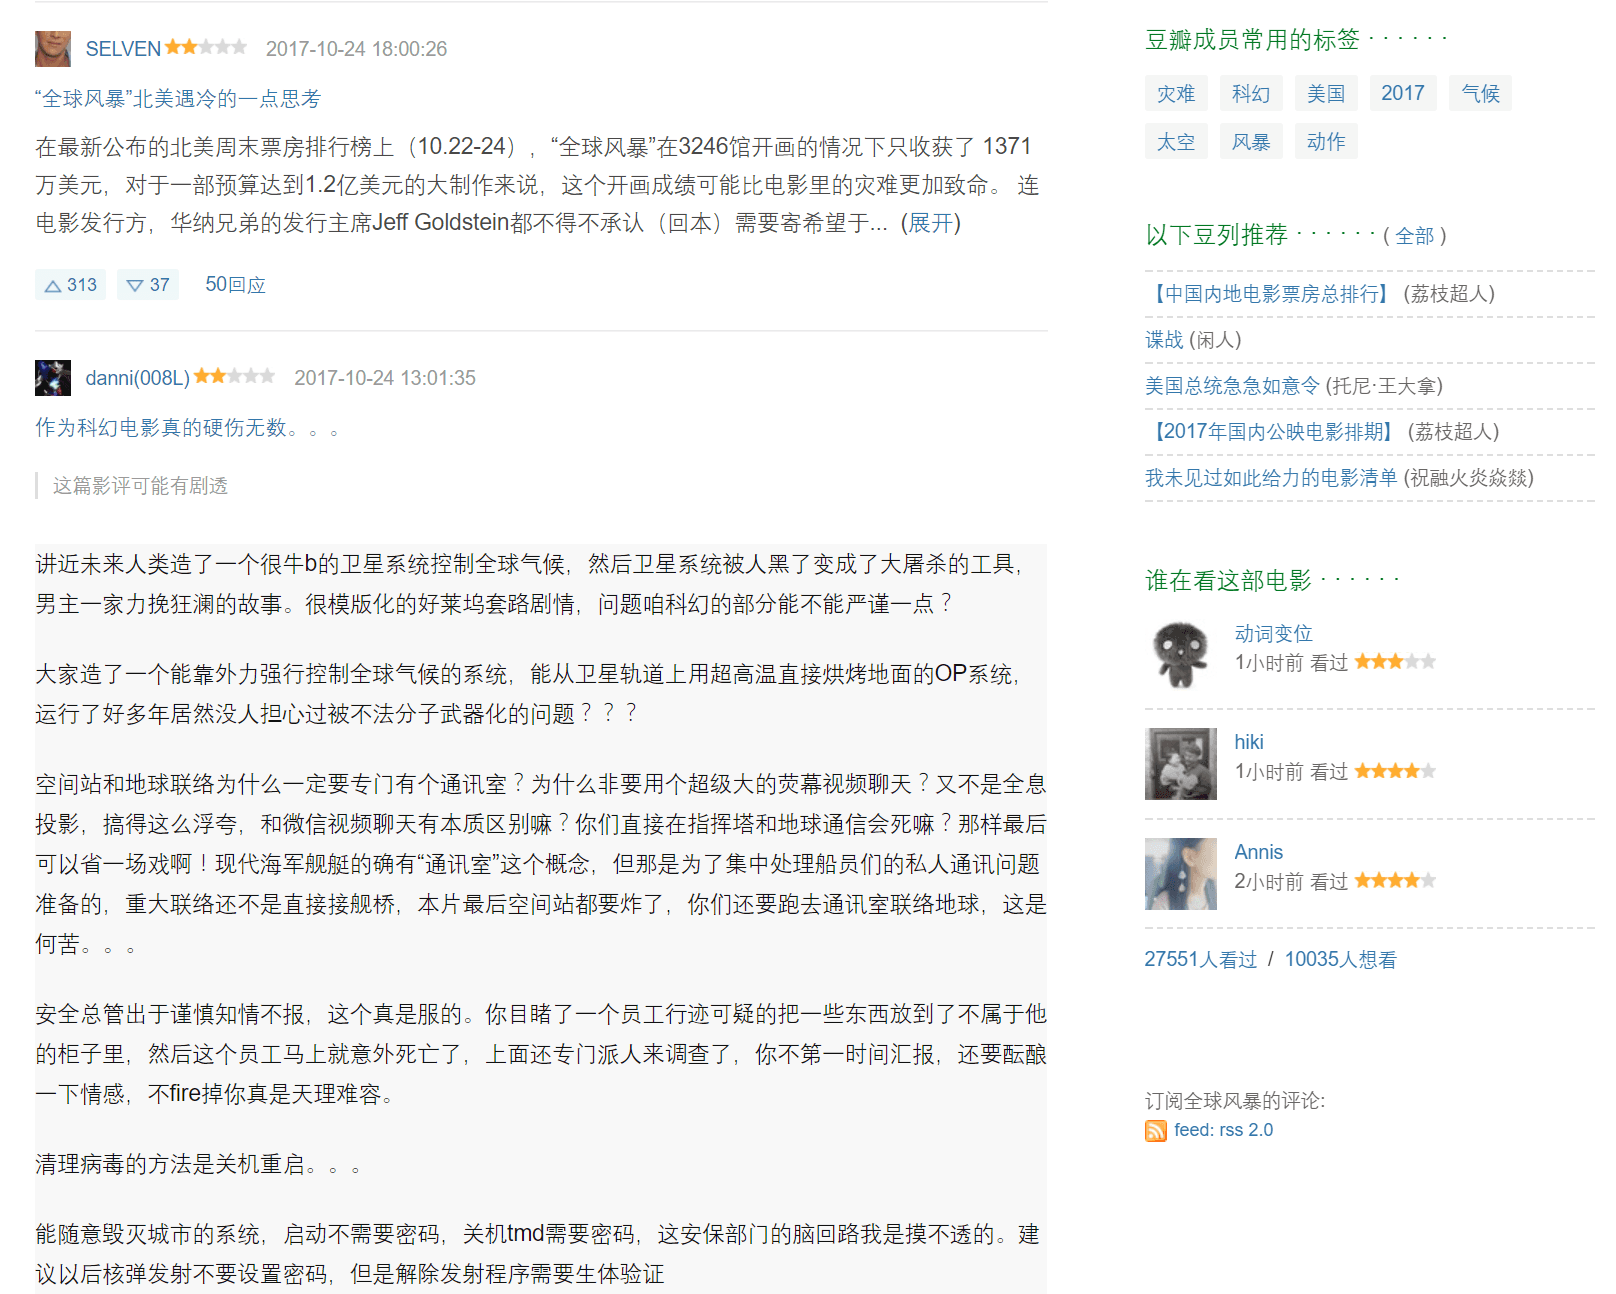 SELVEN 2017-10-24 18:00:26
“全球风暴”北美遇冷的一点思考
在最新公布的北美周末票房排行榜上（10.22-24），“全球风暴”在3246馆开画的情况下只收获了 1371
万美元，对于一部预算达到1.2亿美元的大制作来说，这个开画成绩可能比电影里的灾难更加致命。 连
电影发行方，华纳兄弟的发行主席Jeff Goldstein都不得不承认（回本）需要寄希望于... (展开)
313 37 50回应
danni(008L) 2017-10-24 13:01:35
作为科幻电影真的硬伤无数。。。
这篇影评可能有剧透
讲近未来人类造了一个很牛b的卫星系统控制全球气候，然后卫星系统被人黑了变成了大屠杀的工具，
男主一家力挽狂澜的故事。很模版化的好莱坞套路剧情，问题咱科幻的部分能不能严谨一点？
大家造了一个能靠外力强行控制全球气候的系统，能从卫星轨道上用超高温直接烘烤地面的OP系统，
运行了好多年居然没人担心过被不法分子武器化的问题？？？
空间站和地球联络为什么一定要专门有个通讯室？为什么非要用个超级大的荧幕视频聊天？又不是全息
投影，搞得这么浮夸，和微信视频聊天有本质区别嘛？你们直接在指挥塔和地球通信会死嘛？那样最后
可以省一场戏啊！现代海军舰艇的确有“通讯室”这个概念，但那是为了集中处理船员们的私人通讯问题
准备的，重大联络还不是直接接舰桥，本片最后空间站都要炸了，你们还要跑去通讯室联络地球，这是
何苦。。。
安全总管出于谨慎知情不报，这个真是服的。你目睹了一个员工行迹可疑的把一些东西放到了不属于他
的柜子里，然后这个员工马上就意外死亡了，上面还专门派人来调查了，你不第一时间汇报，还要酝酿
一下情感，不fire掉你真是天理难容。
清理病毒的方法是关机重启。。。
能随意毁灭城市的系统，启动不需要密码，关机tmd需要密码，这安保部门的脑回路我是摸不透的。建
议以后核弹发射不要设置密码，但是解除发射程序需要生体验证
豆瓣成员常用的标签 · · · · · ·
灾难 科幻 美国 2017 气候
太空 风暴 动作
以下豆列推荐 · · · · · · ( 全部 )
【中国内地电影票房总排行】 (荔枝超人)
谍战 (闲人)
美国总统急急如意令 (托尼·王大拿)
【2017年国内公映电影排期】 (荔枝超人)
我未见过如此给力的电影清单 (祝融火炎焱燚)
谁在看这部电影 · · · · · ·
动词变位
1小时前 看过
hiki
1小时前 看过
Annis
2小时前 看过
27551人看过 / 10035人想看
订阅全球风暴的评论:
feed: rss 2.0